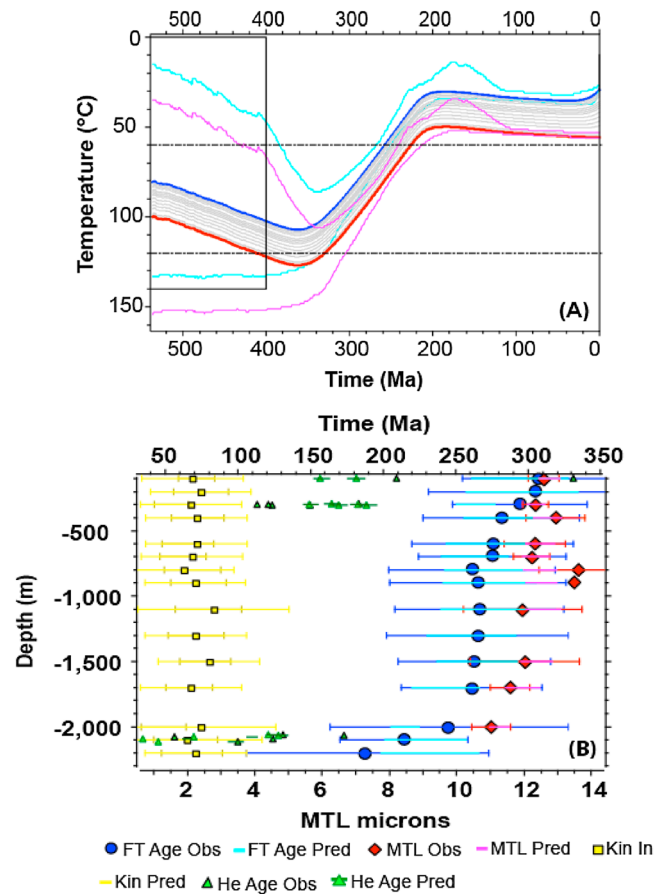 500 400 300 200 100 0
0
50
100
150
Temperature (°C)
(A)
500 400 300 200 100 0
Time (Ma)
Time (Ma)
50 100 150 200 250 300 350
-500
-1,000
-1,500
-2,000
Depth (m)
(B)
2 4 6 8 10 12 14
MTL microns
FT Age Obs FT Age Pred MTL Obs MTL Pred Kin In
Kin Pred He Age Obs He Age Pred